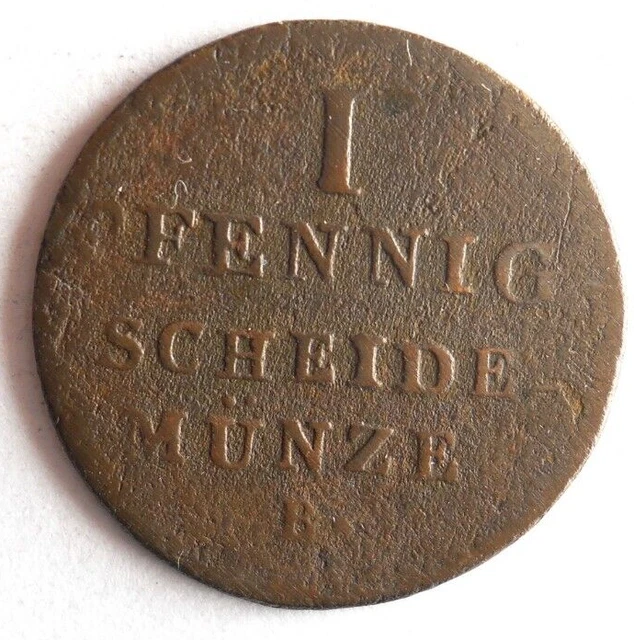 I
PFENNIG
SCHEIDE-
MÜNZE
B.